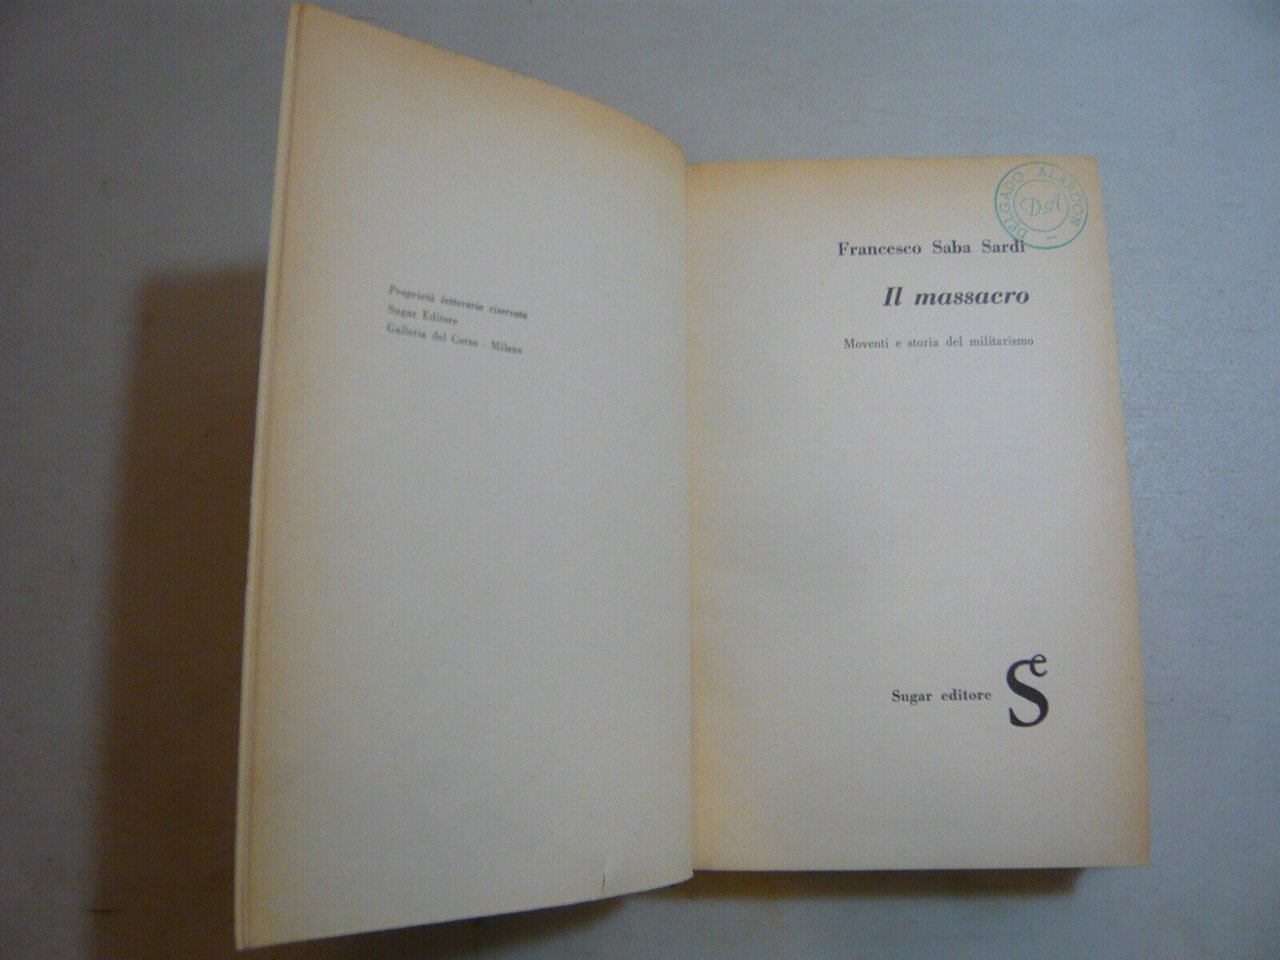 Proprietà letteraria riservata
Sugar Editore
Galleria del Corso - Milano
DELGADO ALARCON
DA
Francesco Saba Sardi
Il massacro
Moventi e storia del militarismo
Sugar editore
Se